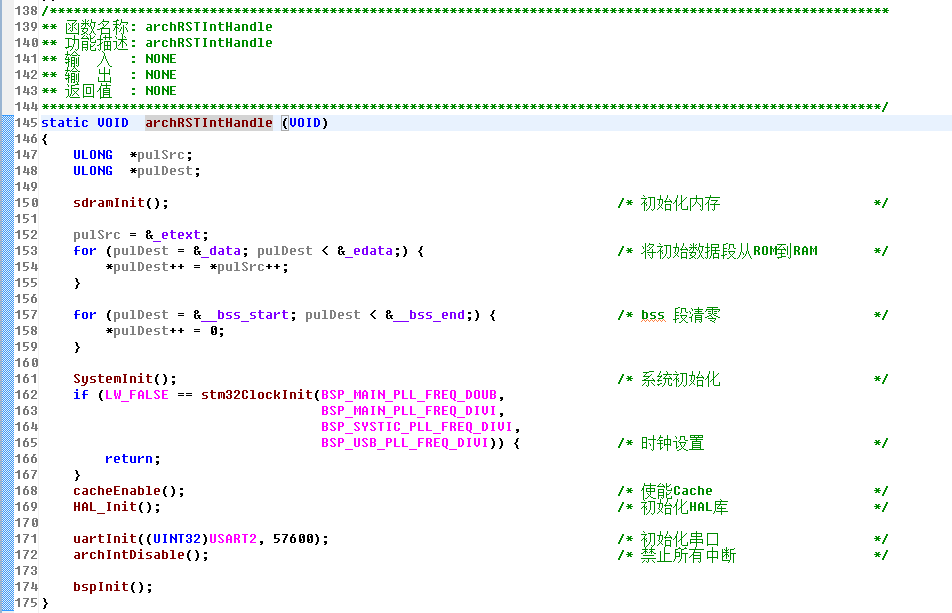 138 /*********************************************************************************************************
139 ** 函数名称: archRSTIntHandle
140 ** 功能描述: archRSTIntHandle
141 ** 输  入  : NONE
142 ** 输  出  : NONE
143 ** 返回值  : NONE
144 *********************************************************************************************************/
145 static VOID  archRSTIntHandle (VOID)
146 {
147     ULONG  *pulSrc;
148     ULONG  *pulDest;
149
150     sdramInit();                                                        /* 初始化内存                   */
151
152     pulSrc = &_etext;
153     for (pulDest = &_data; pulDest < &_edata;) {                        /* 将初始数据段从ROM到RAM       */
154         *pulDest++ = *pulSrc++;
155     }
156
157     for (pulDest = &__bss_start; pulDest < &__bss_end;) {               /* bss 段清零                   */
158         *pulDest++ = 0;
159     }
160
161     SystemInit();                                                       /* 系统初始化                   */
162     if (LW_FALSE == stm32ClockInit(BSP_MAIN_PLL_FREQ_DOUB,
163                                    BSP_MAIN_PLL_FREQ_DIVI,
164                                    BSP_SYSTIC_PLL_FREQ_DIVI,
165                                    BSP_USB_PLL_FREQ_DIVI)) {            /* 时钟设置                     */
166         return;
167     }
168     cacheEnable();                                                      /* 使能Cache                    */
169     HAL_Init();                                                         /* 初始化HAL库                  */
170
171     uartInit((UINT32)USART2, 57600);                                    /* 初始化串口                   */
172     archIntDisable();                                                   /* 禁止所有中断                 */
173
174     bspInit();
175 }